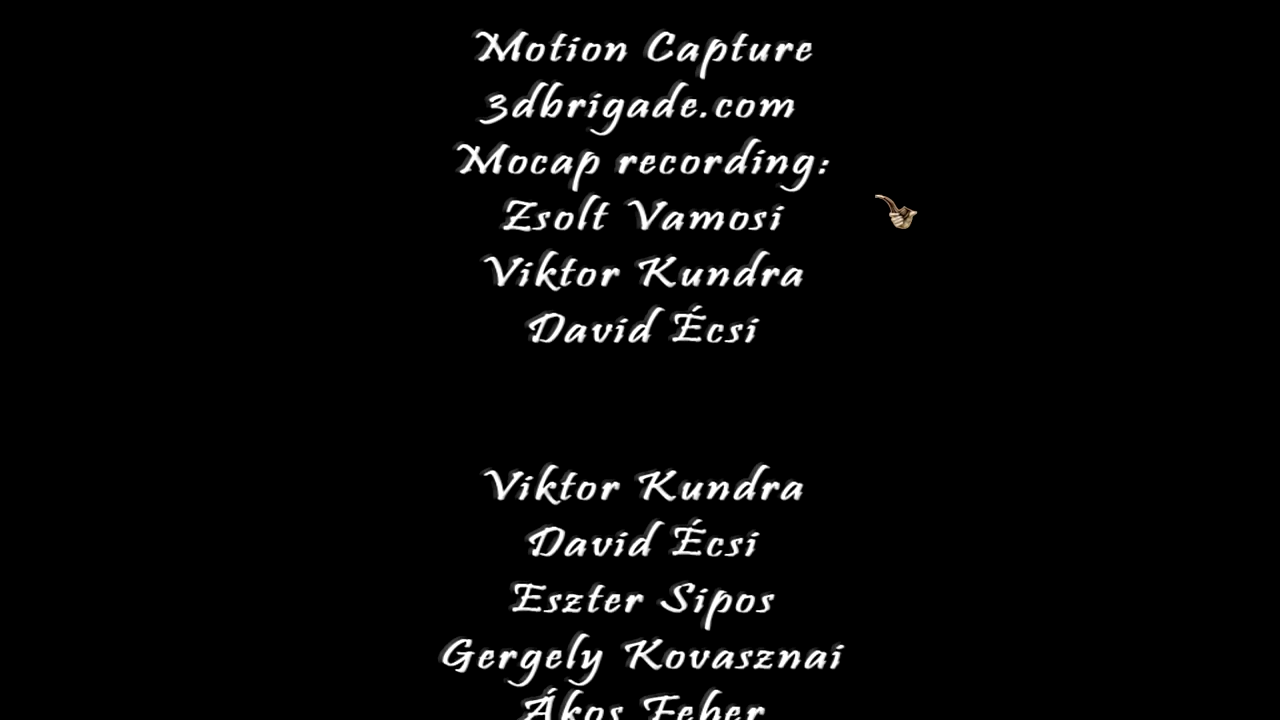 Motion Capture
3dbrigade.com
Mocap recording:
Zsolt Vamosi
Viktor Kundra
David Écsi
Viktor Kundra
David Écsi
Eszter Sipos
Gergely Kovasznai
Ákos Feher